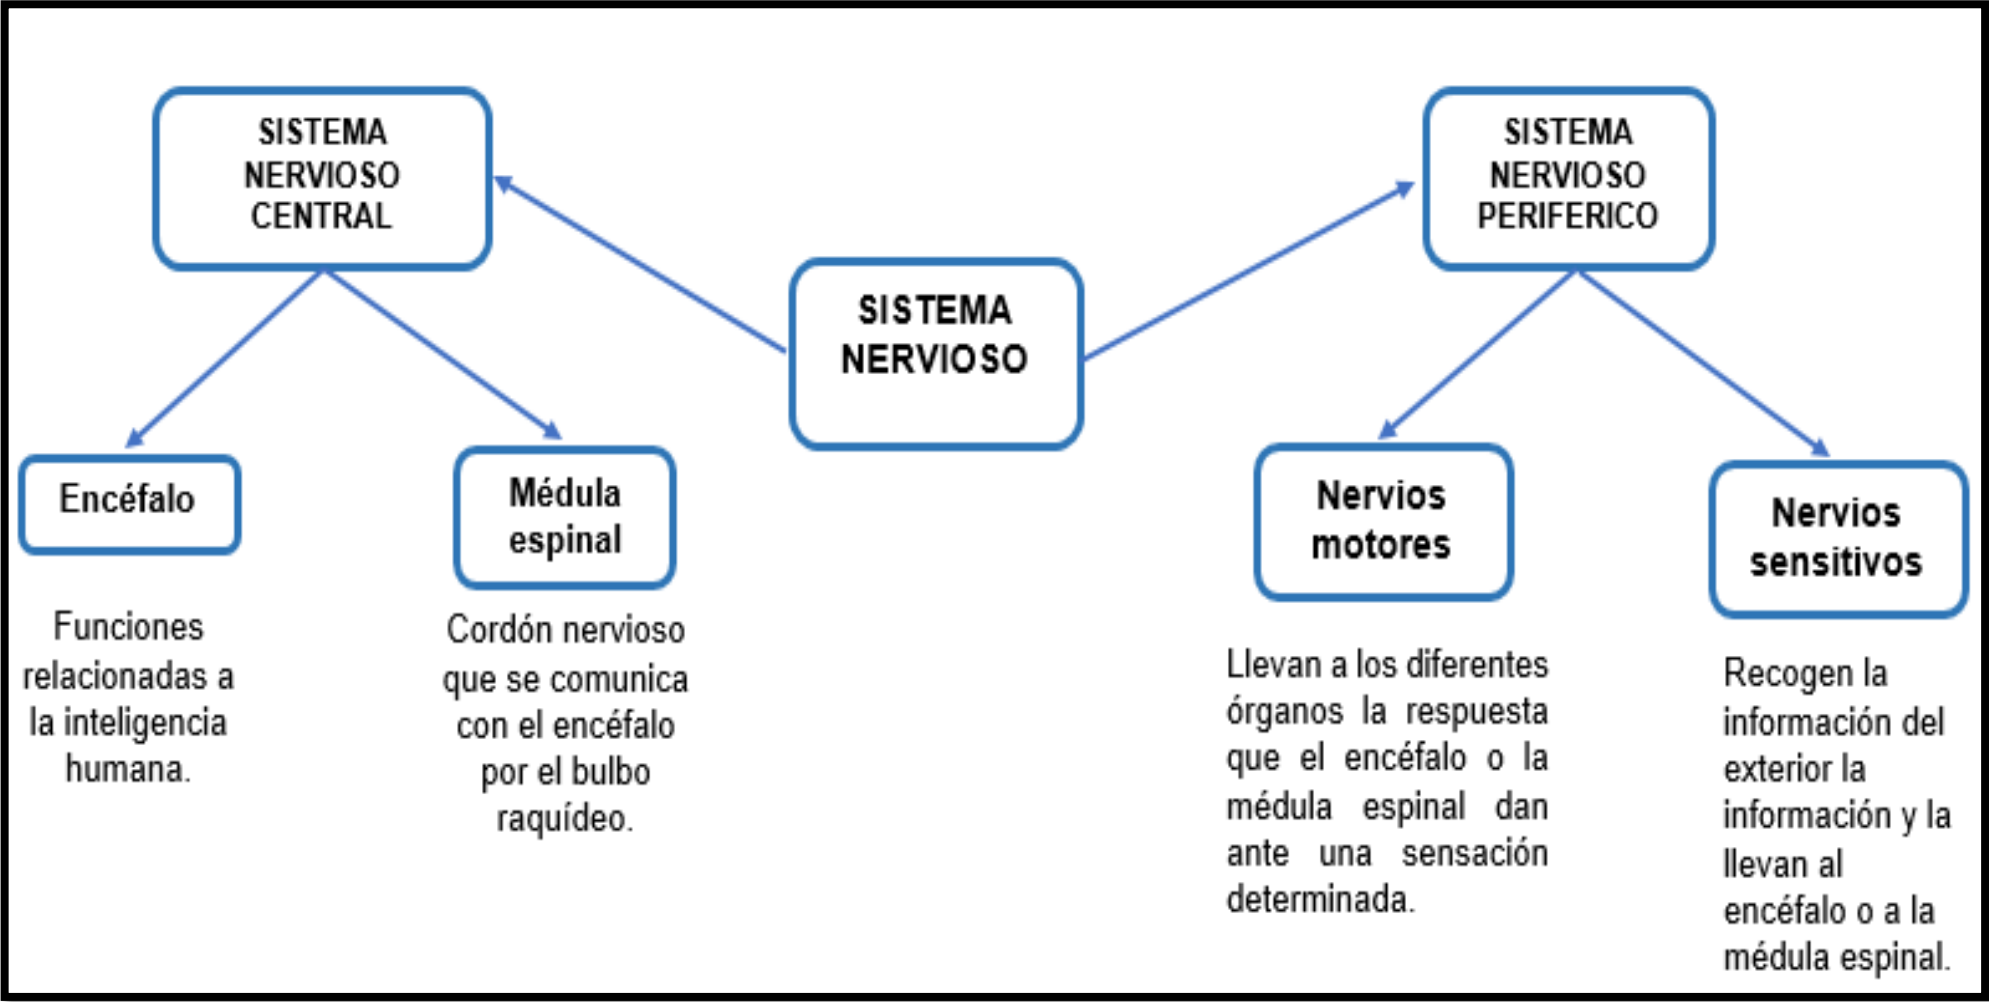 SISTEMA
NERVIOSO
CENTRAL
SISTEMA
NERVIOSO
PERIFERICO
SISTEMA
NERVIOSO
Encéfalo
Médula
espinal
Nervios
motores
Nervios
sensitivos
Funciones
relacionadas a
la inteligencia
humana.
Cordón nervioso
que se comunica
con el encéfalo
por el bulbo
raquídeo.
Llevan a los diferentes
órganos la respuesta
que el encéfalo o la
médula espinal dan
ante una sensación
determinada.
Recogen la
información del
exterior la
información y la
llevan al
encéfalo o a la
médula espinal.